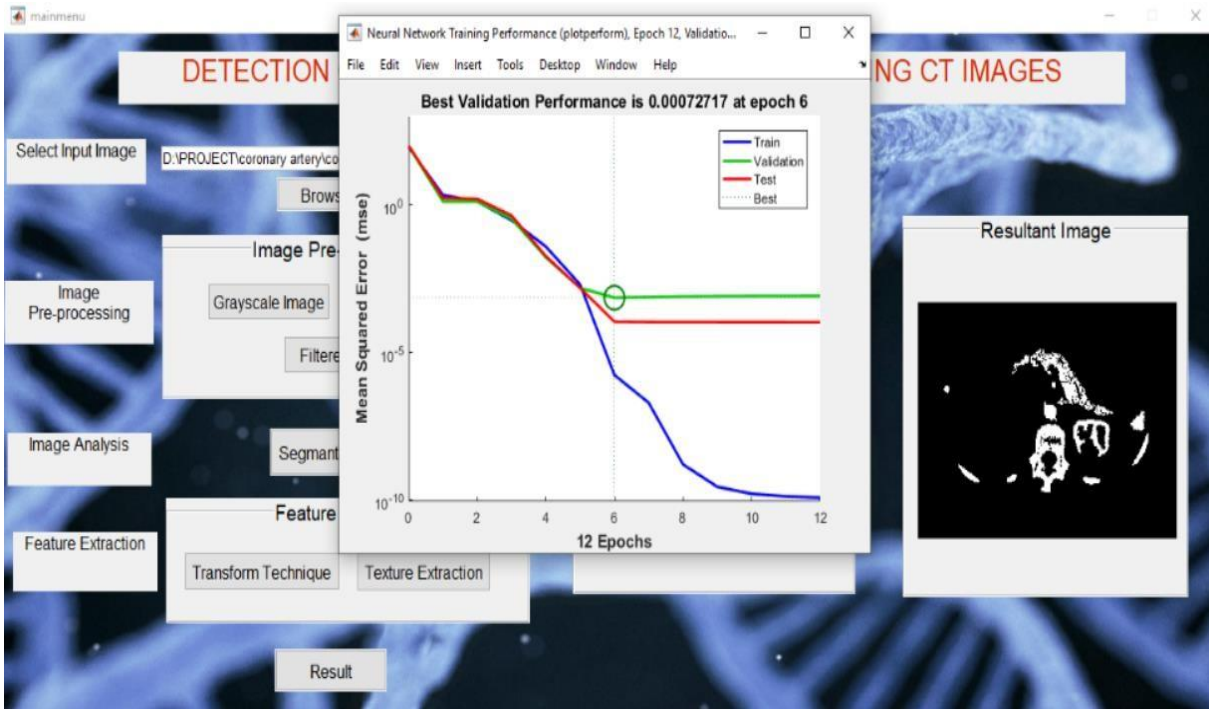 mainmenu
DETECTION
NG CT IMAGES
Select Input Image
D:\PROJECT\coronary artery\co
Brows
Image Pre-
Image
Pre-processing
Grayscale Image
Filtere
Image Analysis
Segmant
Feature
Feature Extraction
Transform Technique
Texture Extraction
Result
Neural Network Training Performance (plotperform), Epoch 12, Validatio...
File Edit View Insert Tools Desktop Window Help
Best Validation Performance is 0.00072717 at epoch 6
Train
Validation
Test
Best
Mean Squared Error (mse)
10^0
10^-5
10^-10
0 2 4 6 8 10 12
12 Epochs
Resultant Image